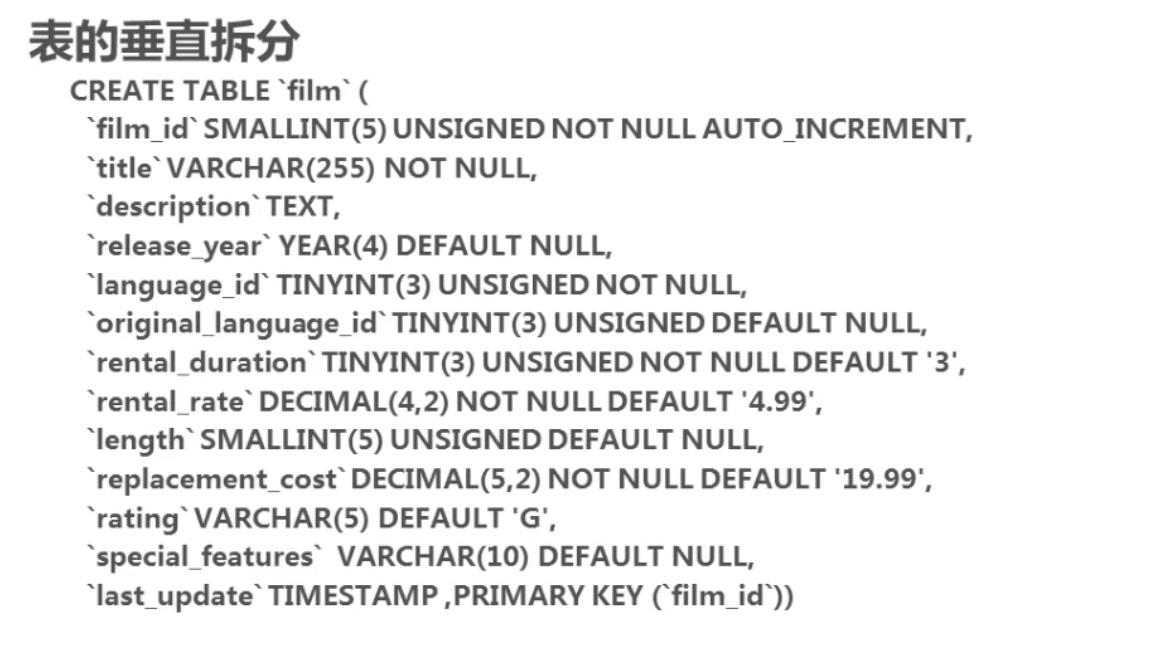 表的垂直拆分
CREATE TABLE `film` (
`film_id` SMALLINT(5) UNSIGNED NOT NULL AUTO_INCREMENT,
`title` VARCHAR(255) NOT NULL,
`description` TEXT,
`release_year` YEAR(4) DEFAULT NULL,
`language_id` TINYINT(3) UNSIGNED NOT NULL,
`original_language_id` TINYINT(3) UNSIGNED DEFAULT NULL,
`rental_duration` TINYINT(3) UNSIGNED NOT NULL DEFAULT '3',
`rental_rate` DECIMAL(4,2) NOT NULL DEFAULT '4.99',
`length` SMALLINT(5) UNSIGNED DEFAULT NULL,
`replacement_cost` DECIMAL(5,2) NOT NULL DEFAULT '19.99',
`rating` VARCHAR(5) DEFAULT 'G',
`special_features` VARCHAR(10) DEFAULT NULL,
`last_update` TIMESTAMP ,PRIMARY KEY (`film_id`))